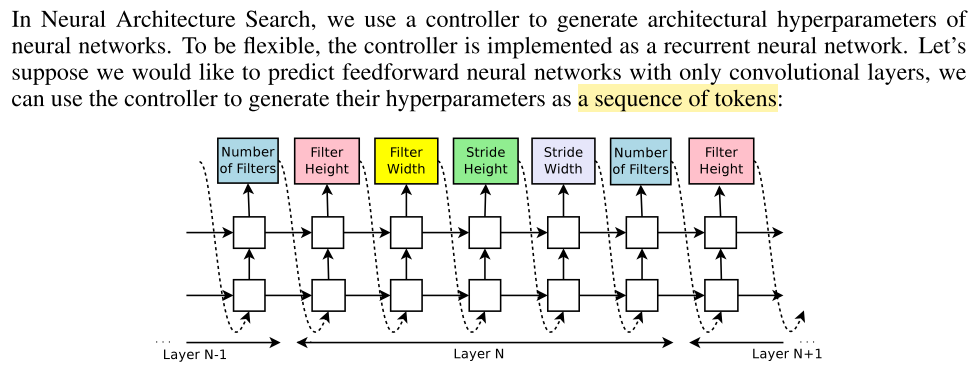 In Neural Architecture Search, we use a controller to generate architectural hyperparameters of
neural networks. To be flexible, the controller is implemented as a recurrent neural network. Let’s
suppose we would like to predict feedforward neural networks with only convolutional layers, we
can use the controller to generate their hyperparameters as a sequence of tokens:
Number
of Filters
Filter
Height
Filter
Width
Stride
Height
Stride
Width
Number
of Filters
Filter
Height
...
Layer N-1
Layer N
...
Layer N+1